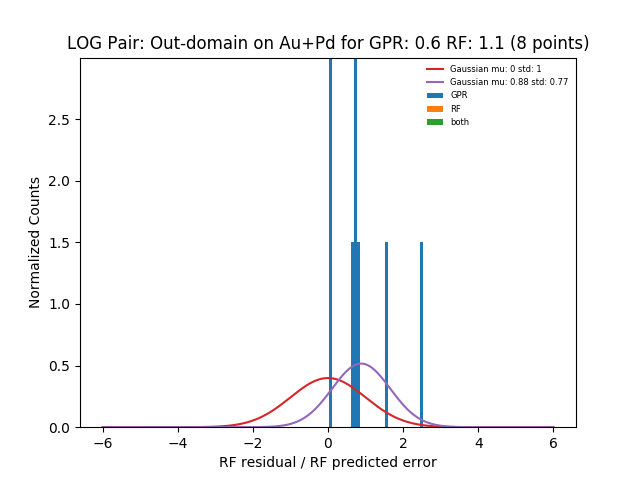 LOG Pair: Out-domain on Au+Pd for GPR: 0.6 RF: 1.1 (8 points)
Gaussian mu: 0 std: 1
Gaussian mu: 0.88 std: 0.77
GPR
RF
both
Normalized Counts
2.5
2.0
1.5
1.0
0.5
0.0
−6 −4 −2 0 2 4 6
RF residual / RF predicted error